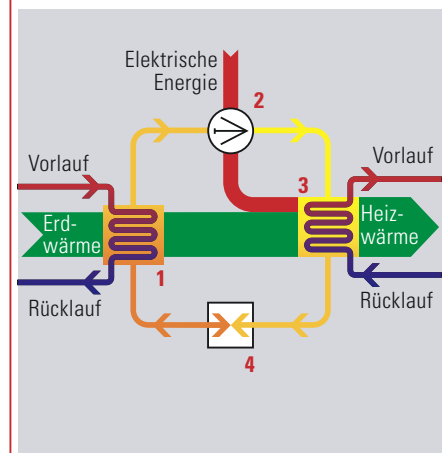 Elektrische
Energie
2
Vorlauf
Vorlauf
3
Erd-
wärme
Heiz-
wärme
1
Rücklauf
Rücklauf
4